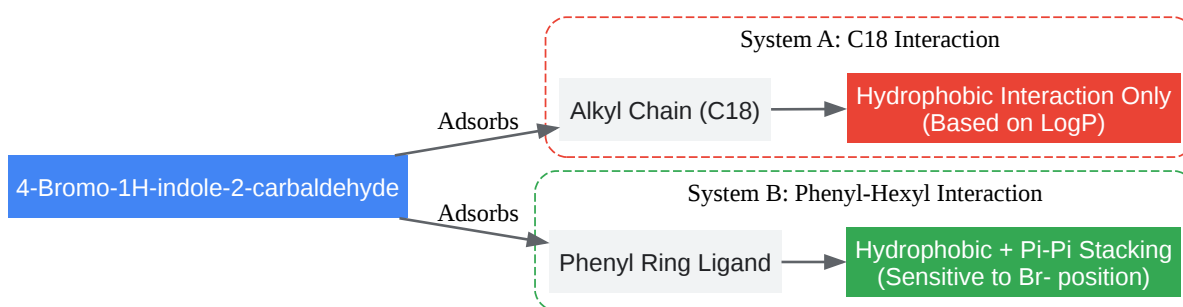 System A: C18 Interaction
Adsorbs
Alkyl Chain (C18)
Hydrophobic Interaction Only
(Based on LogP)
4-Bromo-1H-indole-2-carbaldehyde
System B: Phenyl-Hexyl Interaction
Adsorbs
Phenyl Ring Ligand
Hydrophobic + Pi-Pi Stacking
(Sensitive to Br- position)